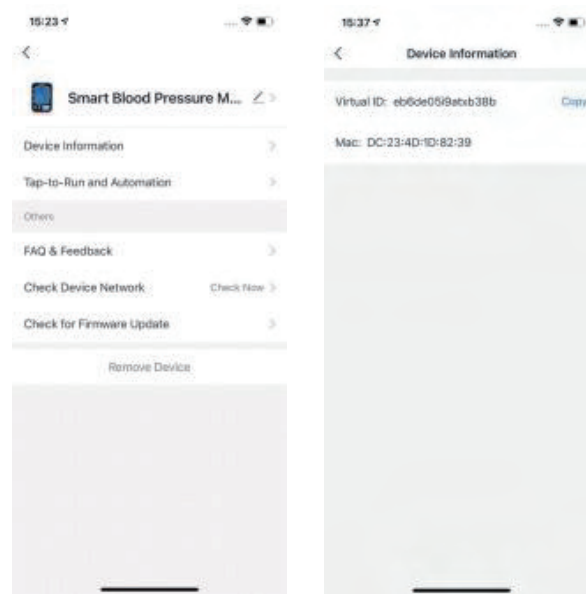 15:23
Smart Blood Pressure M...
Device Information
Tap-to-Run and Automation
Others
FAQ & Feedback
Check Device Network Check Now
Check for Firmware Update
Remove Device
15:37
Device Information
Virtual ID: Copy
Mac: DC:23:4D:1D:82:39